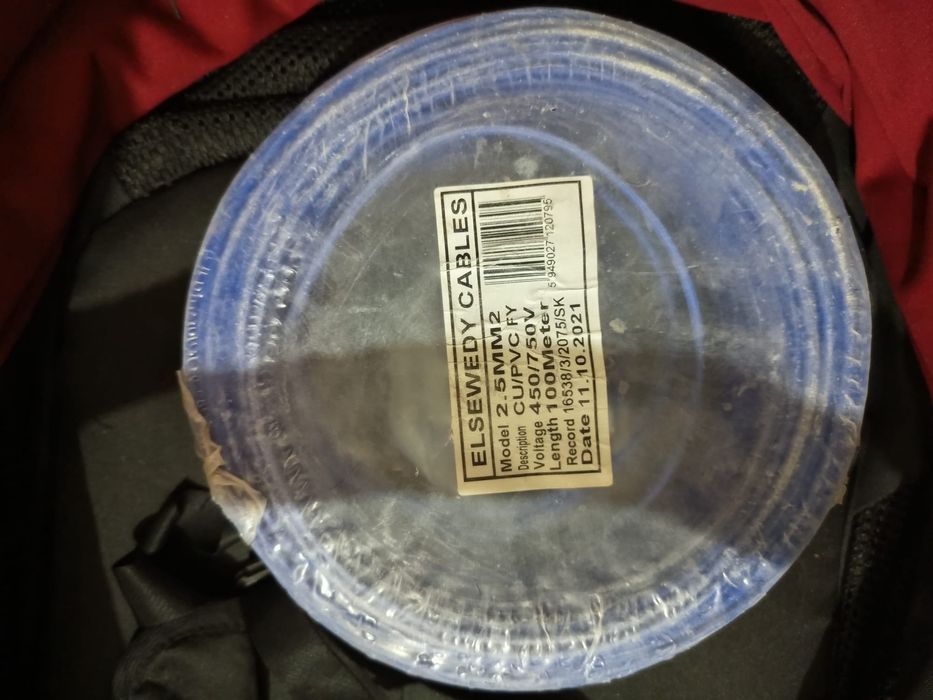 ELSEWEDY CABLES
5 949027 120795
Model 2.5MM2
Description CU/PVC FY
Voltage 450/750V
Length 100Meter
Record 16538/3/2075/SK
Date 11.10.2021